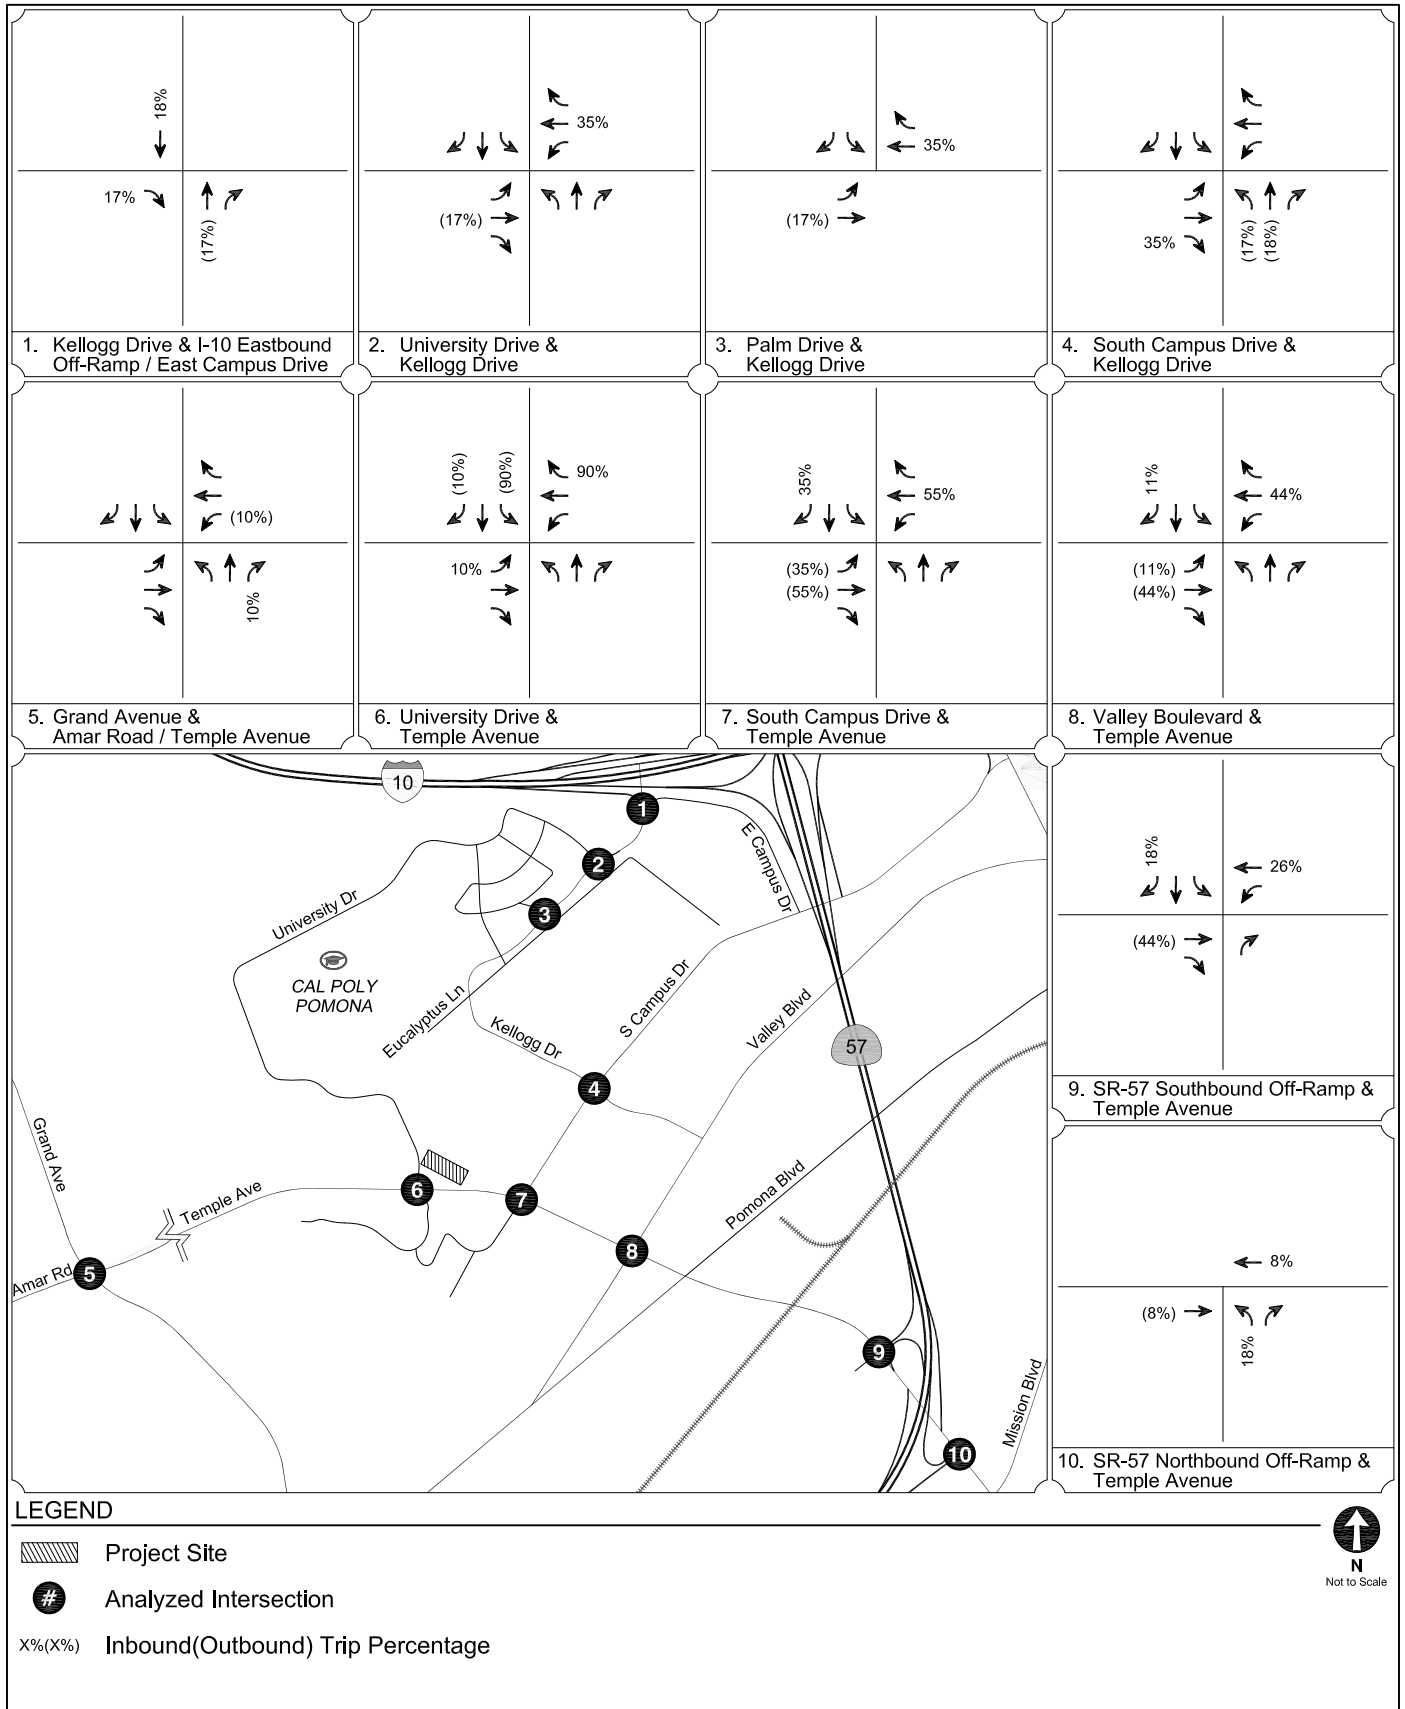 18%
17%
(17%)
1. Kellogg Drive & I-10 Eastbound
Off-Ramp / East Campus Drive
35%
(17%)
2. University Drive &
Kellogg Drive
35%
(17%)
3. Palm Drive &
Kellogg Drive
35%
(17%)
(18%)
4. South Campus Drive &
Kellogg Drive
(10%)
10%
5. Grand Avenue &
Amar Road / Temple Avenue
(10%)
(90%)
90%
10%
6. University Drive &
Temple Avenue
35%
55%
(35%)
(55%)
7. South Campus Drive &
Temple Avenue
11%
44%
(11%)
(44%)
8. Valley Boulevard &
Temple Avenue
10
1
2
3
E Campus Dr
University Dr
CAL POLY
POMONA
Eucalyptus Ln
Kellogg Dr
S Campus Dr
Valley Blvd
57
4
Grand Ave
Temple Ave
6
7
Pomona Blvd
8
Amar Rd
5
9
Mission Blvd
10
18%
26%
(44%)
9. SR-57 Southbound Off-Ramp &
Temple Avenue
8%
(8%)
18%
10. SR-57 Northbound Off-Ramp &
Temple Avenue
LEGEND
Project Site
# Analyzed Intersection
X%(X%) Inbound(Outbound) Trip Percentage
N
Not to Scale